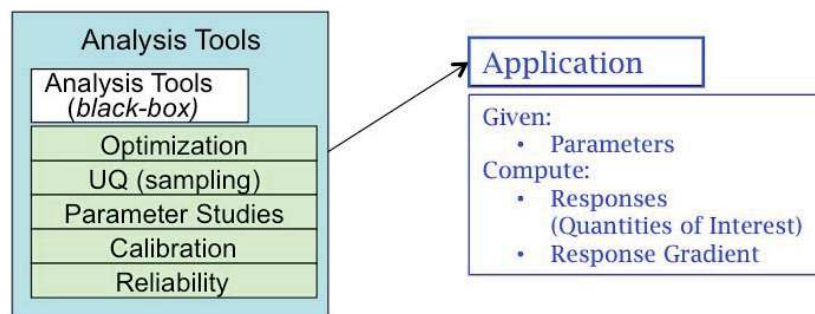 Analysis Tools
Analysis Tools
(black-box)
Optimization
UQ (sampling)
Parameter Studies
Calibration
Reliability
Application
Given:
• Parameters
Compute:
• Responses
(Quantities of Interest)
• Response Gradient